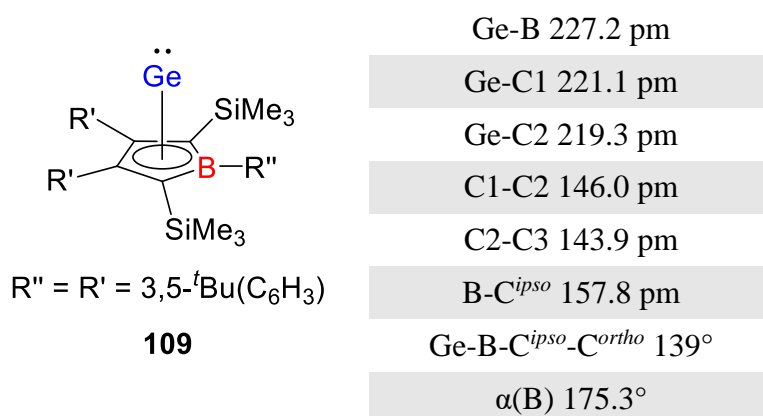 Ge
SiMe3
R'
R'
B
R''
SiMe3
R'' = R' = 3,5-tBu(C6H3)
109
Ge-B 227.2 pm
Ge-C1 221.1 pm
Ge-C2 219.3 pm
C1-C2 146.0 pm
C2-C3 143.9 pm
B-Cipso 157.8 pm
Ge-B-Cipso-Cortho 139°
α(B) 175.3°